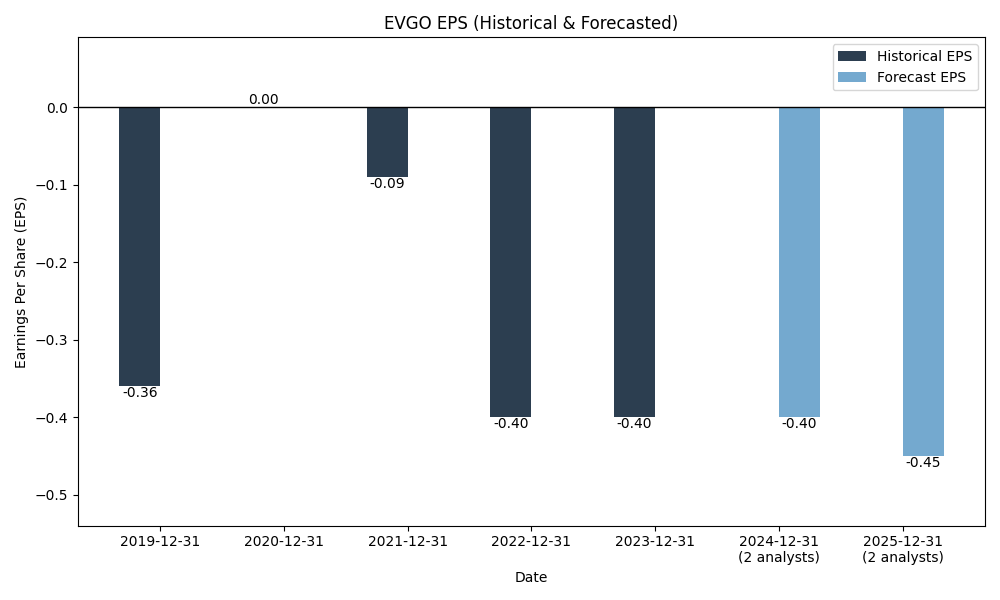 EVGO EPS (Historical & Forecasted)
Historical EPS
Forecast EPS
Earnings Per Share (EPS)
0.0
−0.1
−0.2
−0.3
−0.4
−0.5
-0.36
0.00
-0.09
-0.40
-0.40
-0.40
-0.45
2019-12-31
2020-12-31
2021-12-31
2022-12-31
2023-12-31
2024-12-31
(2 analysts)
2025-12-31
(2 analysts)
Date